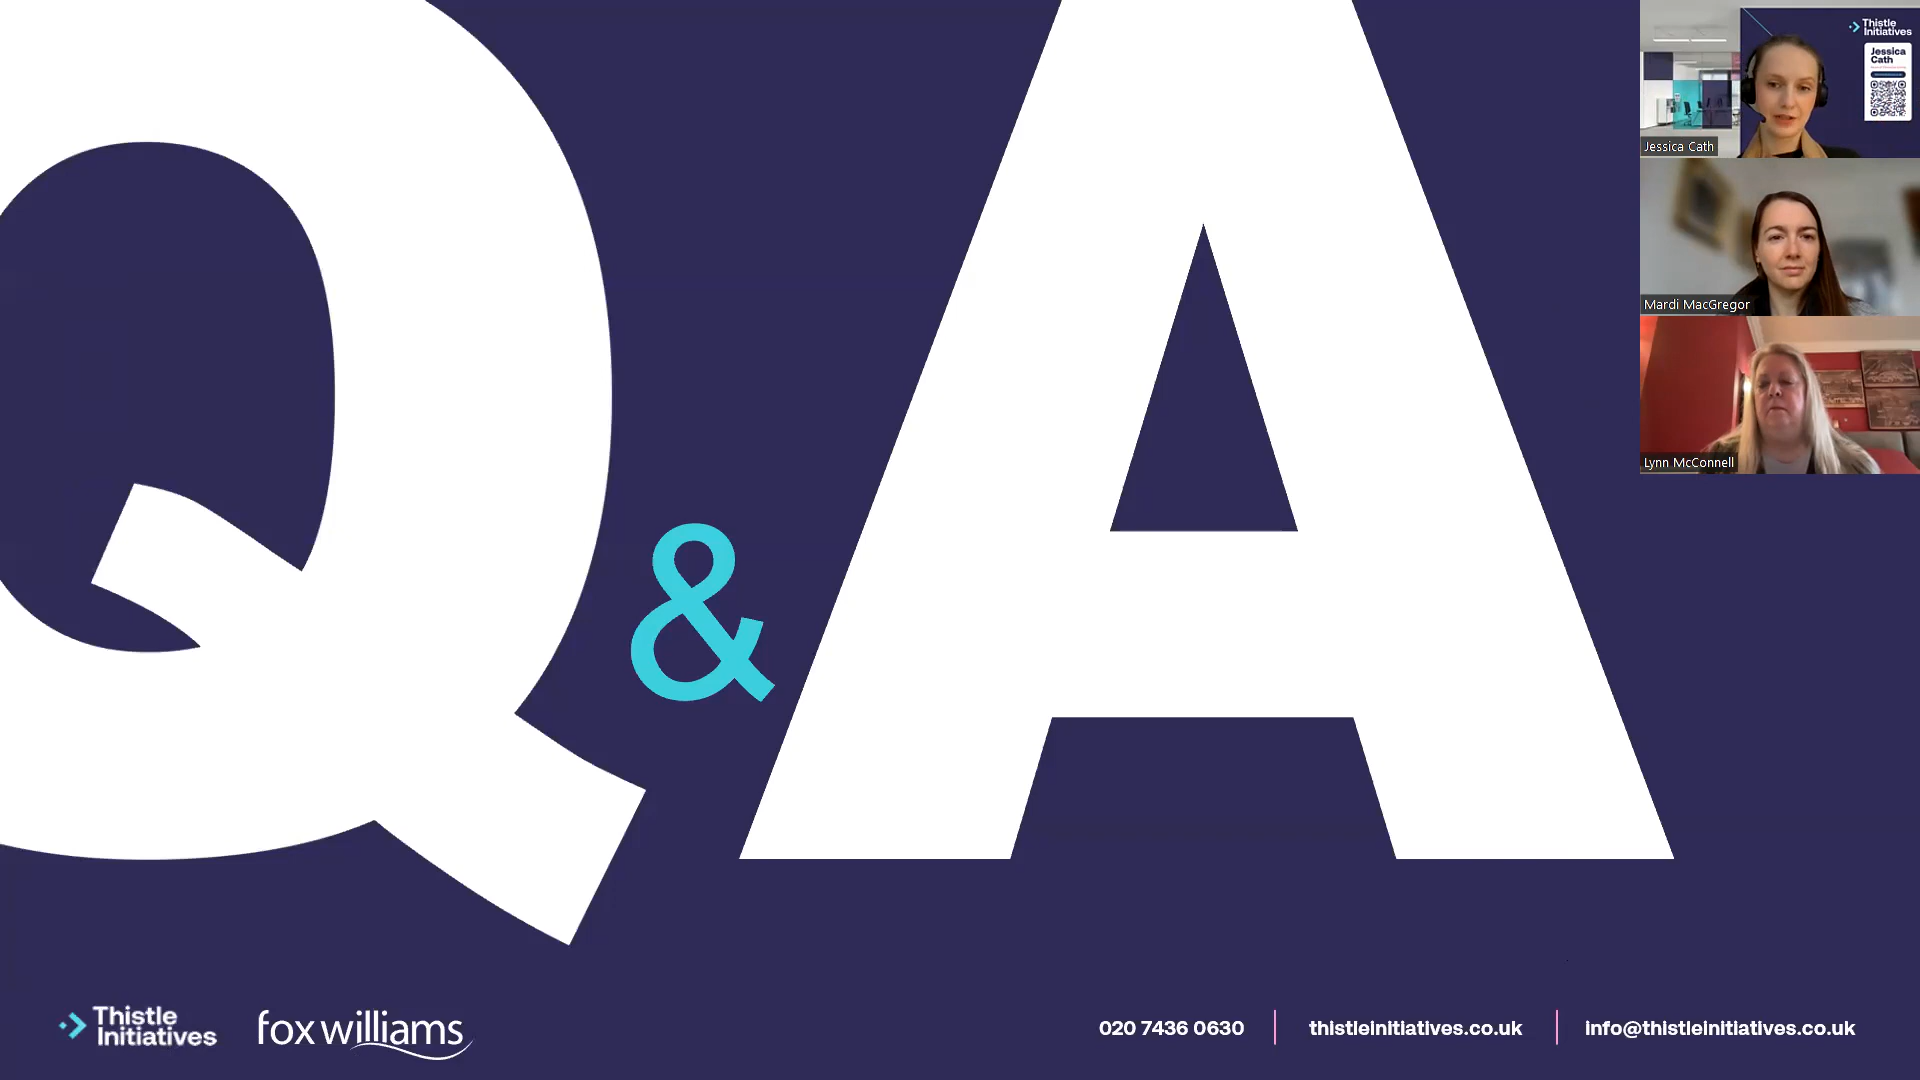 Q & A
Thistle
Initiatives
Jessica
Cath
Jessica Cath
Mardi MacGregor
Lynn McConnell
Thistle
Initiatives
fox williams
020 7436 0630
thistleinitiatives.co.uk
info@thistleinitiatives.co.uk